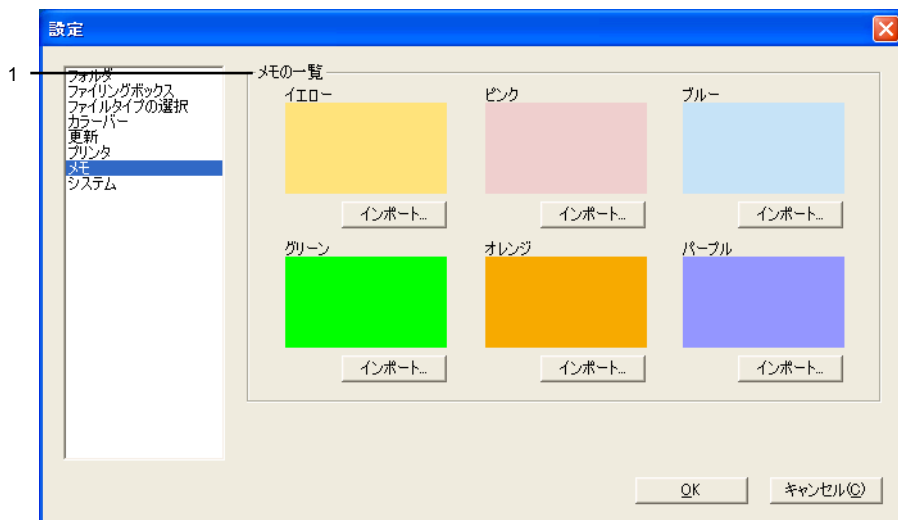 設定
1
フォルダ
ファイリングボックス
ファイルタイプの選択
カラーバー
更新
プリンタ
メモ
システム
メモの一覧
イエロー ピンク ブルー
インポート... インポート... インポート...
グリーン オレンジ パープル
インポート... インポート... インポート...
OK キャンセル(C)